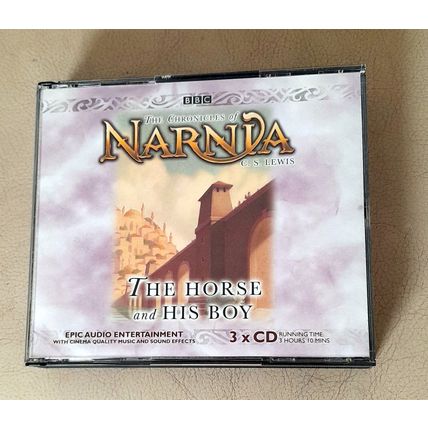 BBC
THE CHRONICLES of
NARNIA
C. S. LEWIS
THE HORSE
and HIS BOY
EPIC AUDIO ENTERTAINMENT
WITH CINEMA QUALITY MUSIC AND SOUND EFFECTS
3 x CD
RUNNING TIME:
3 HOURS 10 MINS